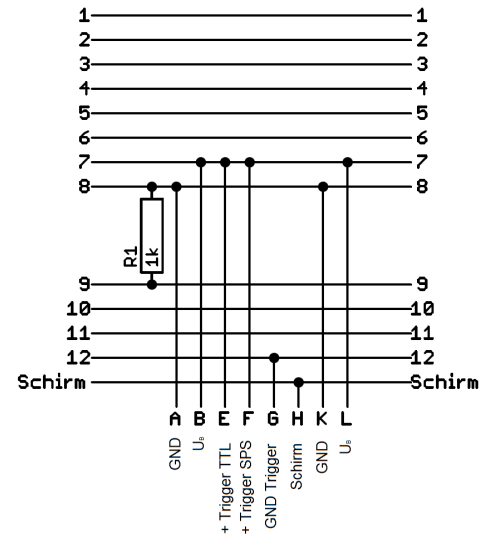 1 1
2 2
3 3
4 4
5 5
6 6
7 7
8 8
R1 1k
9 9
10 10
11 11
12 12
Schirm Schirm
A B E F G H K L
GND
UB
+ Trigger TTL
+ Trigger SPS
GND Trigger
Schirm
GND
UB